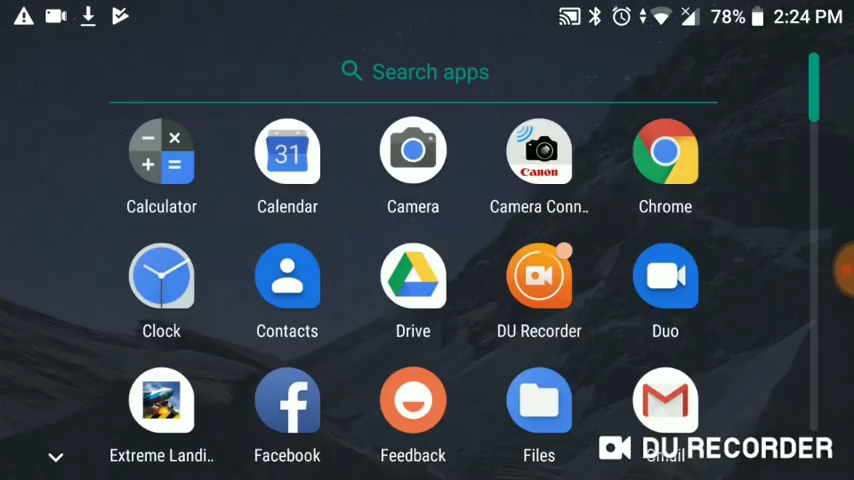 78% 2:24 PM
Search apps
31
Canon
Calculator Calendar Camera Camera Conn.. Chrome
Clock Contacts Drive DU Recorder Duo
Extreme Landi.. Facebook Feedback Files Gmail
DU RECORDER